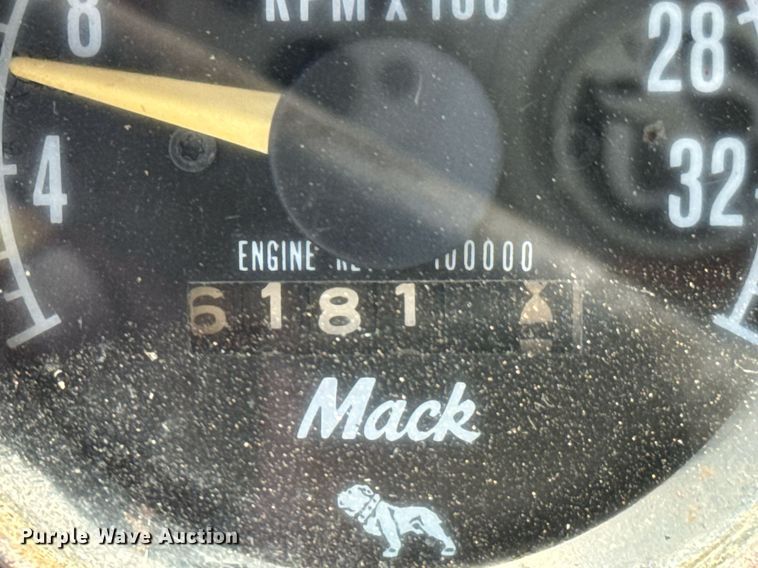 RPM X 100
8
28
4
32
ENGINE 100000
6181
Mack
Purple Wave Auction®